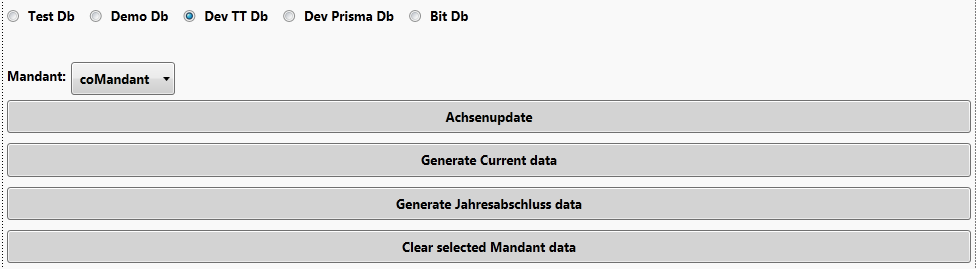 Test Db Demo Db Dev TT Db Dev Prisma Db Bit Db
Mandant: coMandant
Achsenupdate
Generate Current data
Generate Jahresabschluss data
Clear selected Mandant data